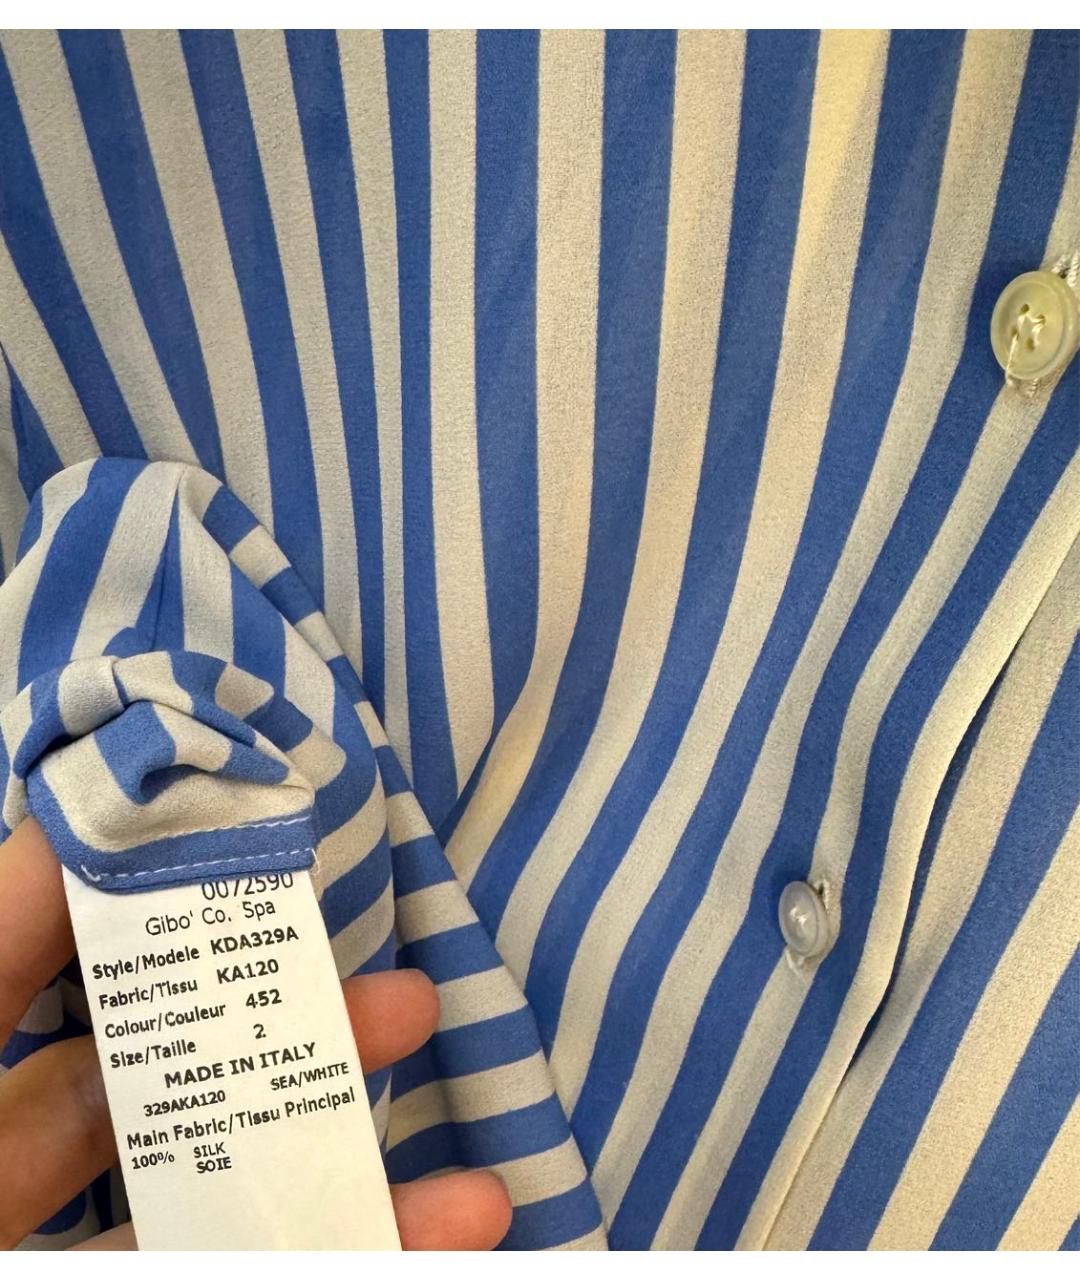 0072590
Gibo' Co. Spa
Style/Modele KDA329A
Fabric/Tissu KA120
Colour/Couleur 452
Size/Taille 2
MADE IN ITALY
329AKA120 SEA/WHITE
Main Fabric/Tissu Principal
100% SILK
SOIE